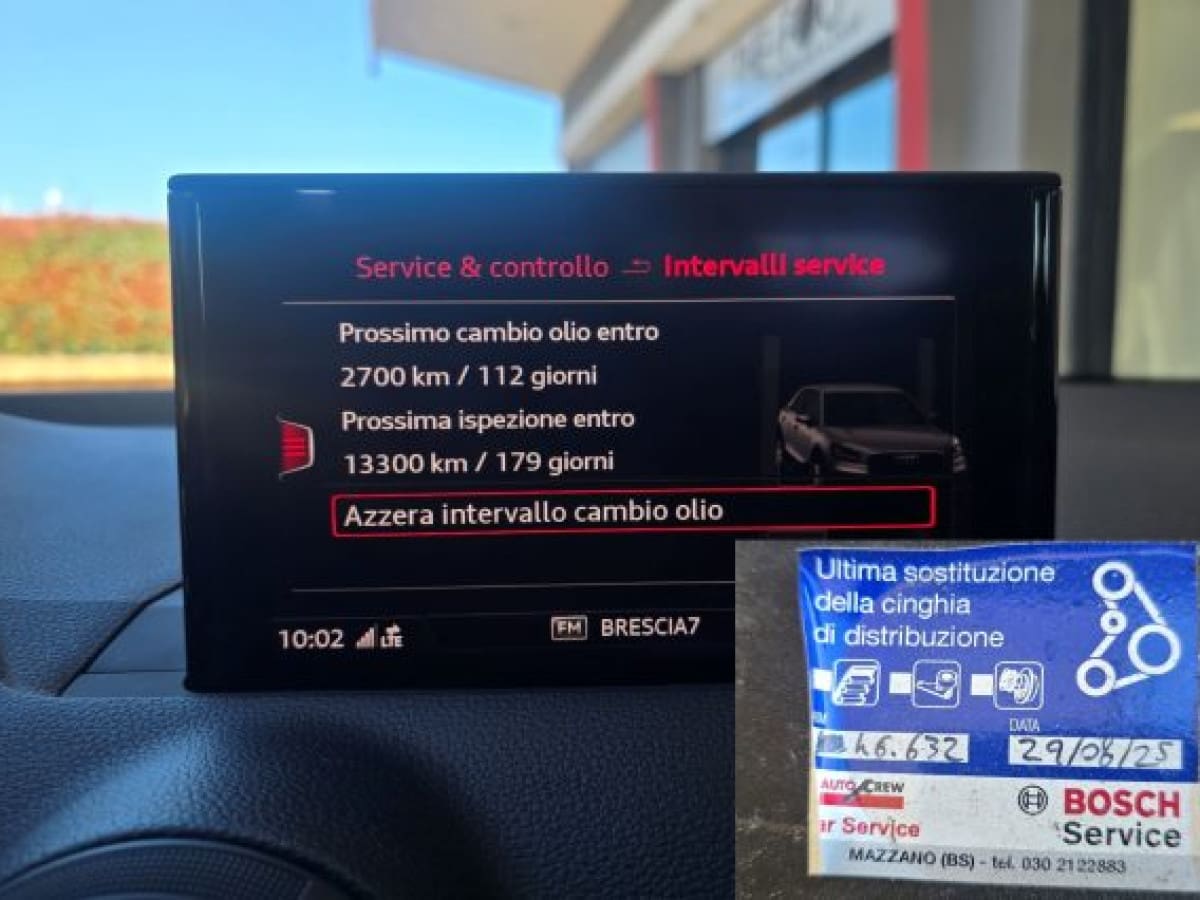 Service & controllo Intervalli service
Prossimo cambio olio entro
2700 km / 112 giorni
Prossima ispezione entro
13300 km / 179 giorni
Azzera intervallo cambio olio
10:02 LTE FM BRESCIA7
Ultima sostituzione
della cinghia
di distribuzione
DATA
46.632 29/08/25
AUTO CREW
BOSCH
Service
MAZZANO (BS) - tel. 030 2122883